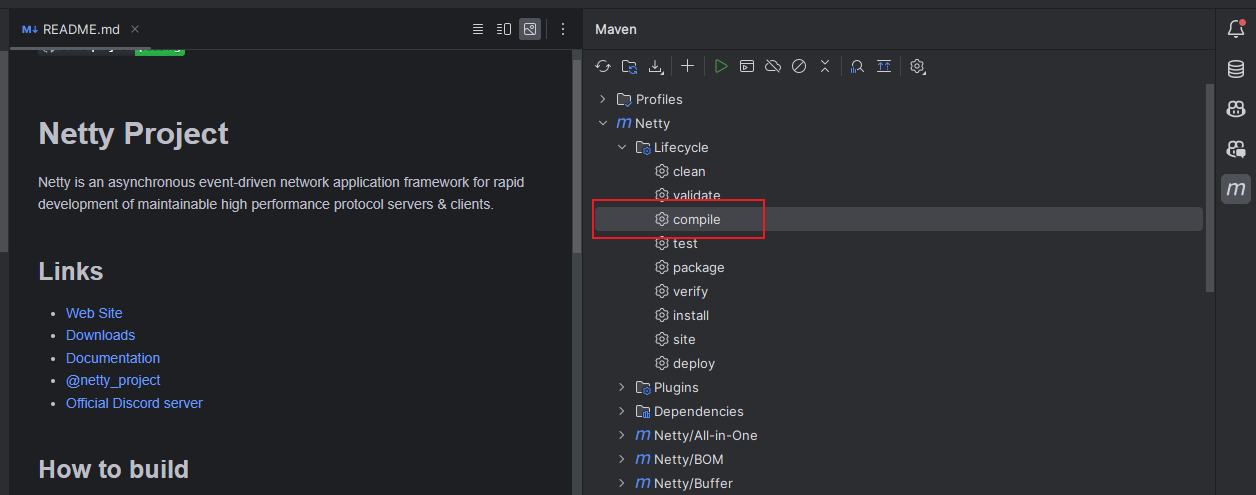 README.md
Netty Project
Netty is an asynchronous event-driven network application framework for rapid
development of maintainable high performance protocol servers & clients.
Links
Web Site
Downloads
Documentation
@netty_project
Official Discord server
How to build
Maven
Profiles
Netty
Lifecycle
clean
validate
compile
test
package
verify
install
site
deploy
Plugins
Dependencies
Netty/All-in-One
Netty/BOM
Netty/Buffer